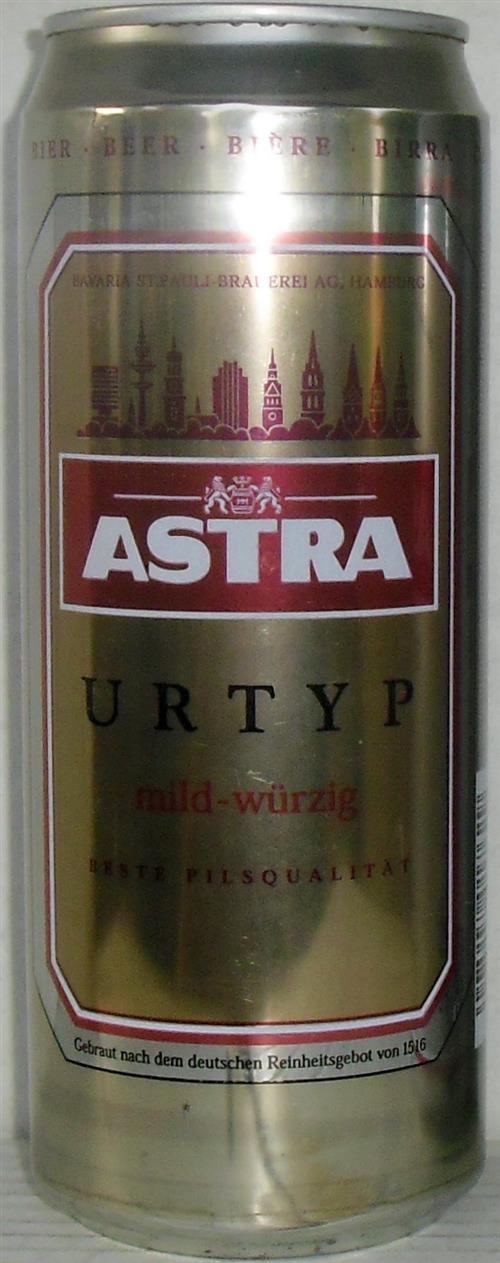 BIER · BEER · BIÈRE · BIRRA
BAVARIA ST. PAULI-BRAUEREI AG, HAMBURG
ASTRA
URTYP
mild-würzig
BESTE PILSQUALITÄT
Gebraut nach dem deutschen Reinheitsgebot von 1516